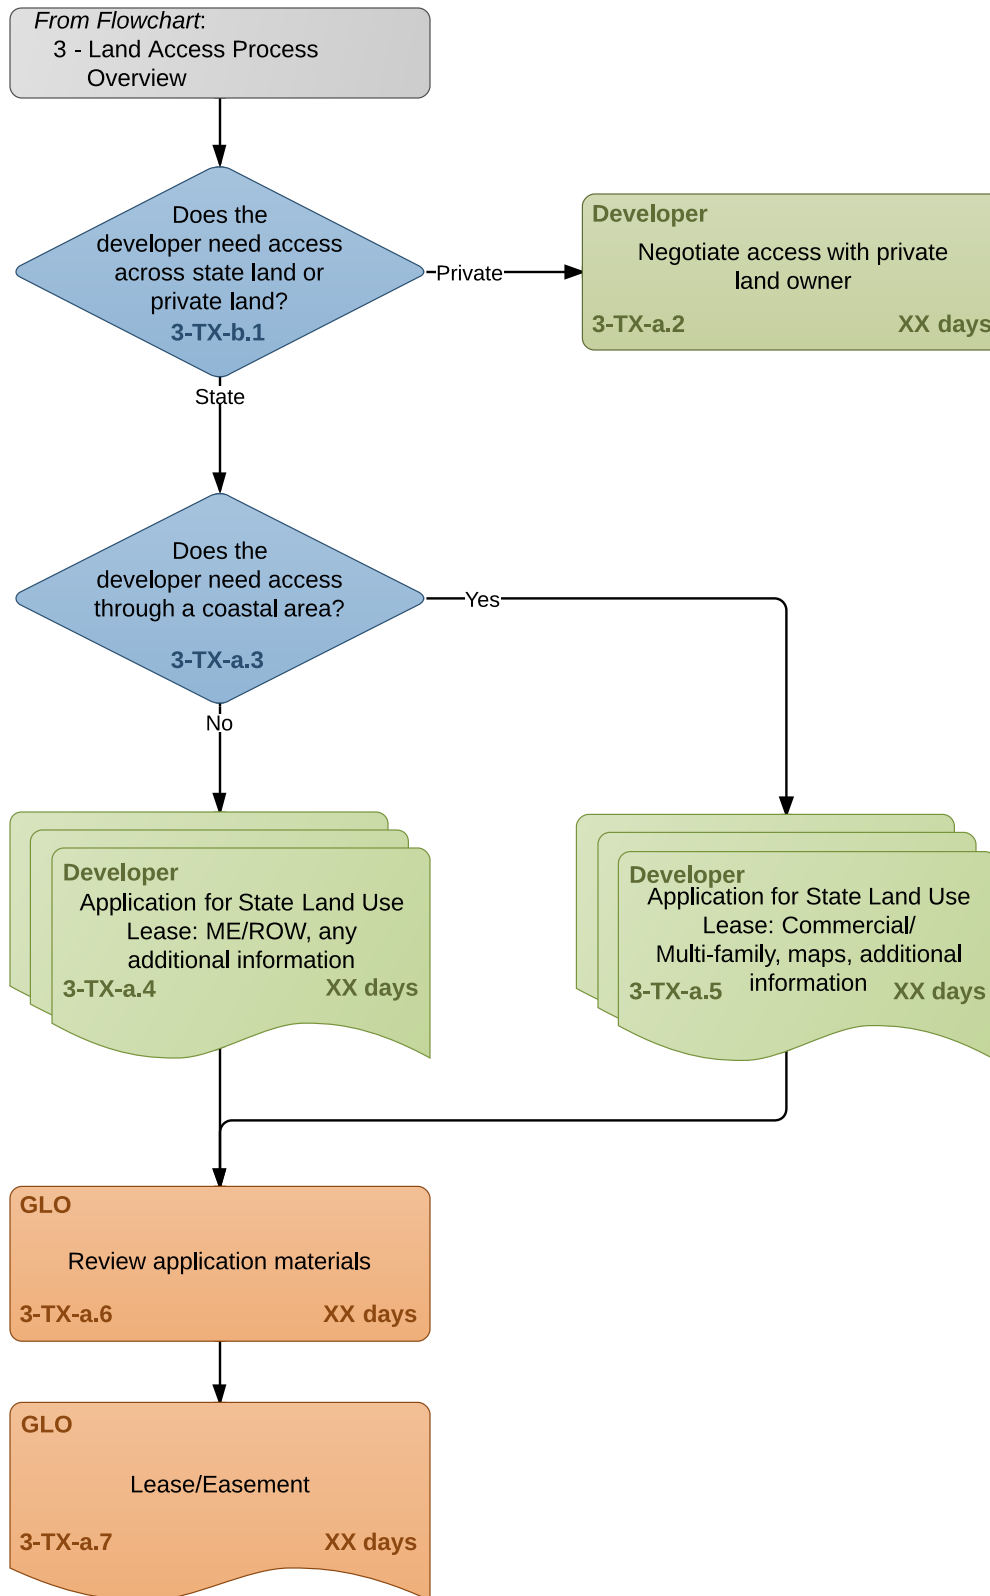 From Flowchart:
3 - Land Access Process
Overview
Does the
developer need access
across state land or
private land?
3-TX-b.1
Private
Developer
Negotiate access with private
land owner
3-TX-a.2 XX days
State
Does the
developer need access
through a coastal area?
3-TX-a.3
Yes
No
Developer
Application for State Land Use
Lease: ME/ROW, any
additional information
3-TX-a.4 XX days
Developer
Application for State Land Use
Lease: Commercial/
Multi-family, maps, additional
information
3-TX-a.5 XX days
GLO
Review application materials
3-TX-a.6 XX days
GLO
Lease/Easement
3-TX-a.7 XX days